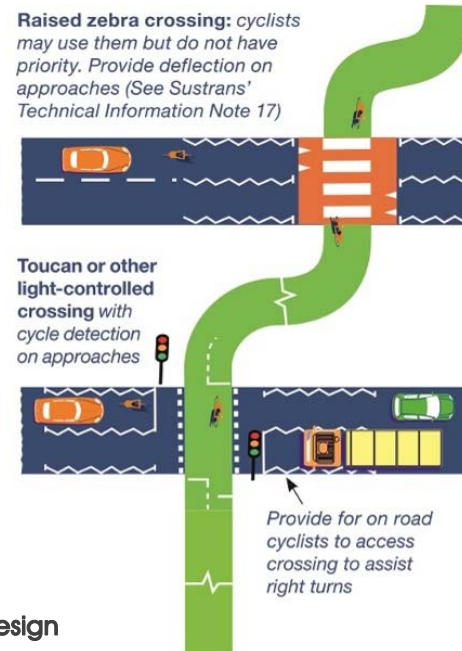 Raised zebra crossing: cyclists
may use them but do not have
priority. Provide deflection on
approaches (See Sustrans'
Technical Information Note 17)
Toucan or other
light-controlled
crossing with
cycle detection
on approaches
Provide for on road
cyclists to access
crossing to assist
right turns
esign